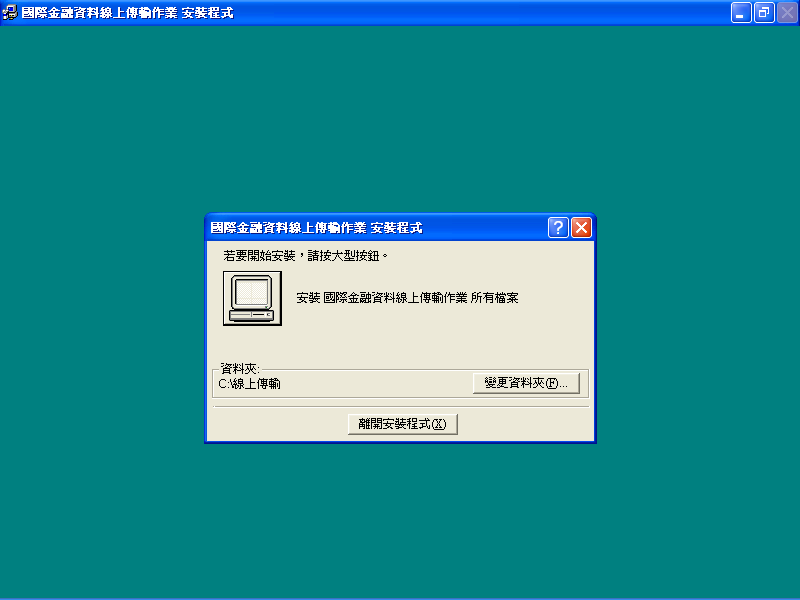 國際金融資料線上傳輸作業 安裝程式
國際金融資料線上傳輸作業 安裝程式
若要開始安裝，請按大型按鈕。
安裝 國際金融資料線上傳輸作業 所有檔案
資料夾:
C:\線上傳輸
變更資料夾(F)...
離開安裝程式(X)